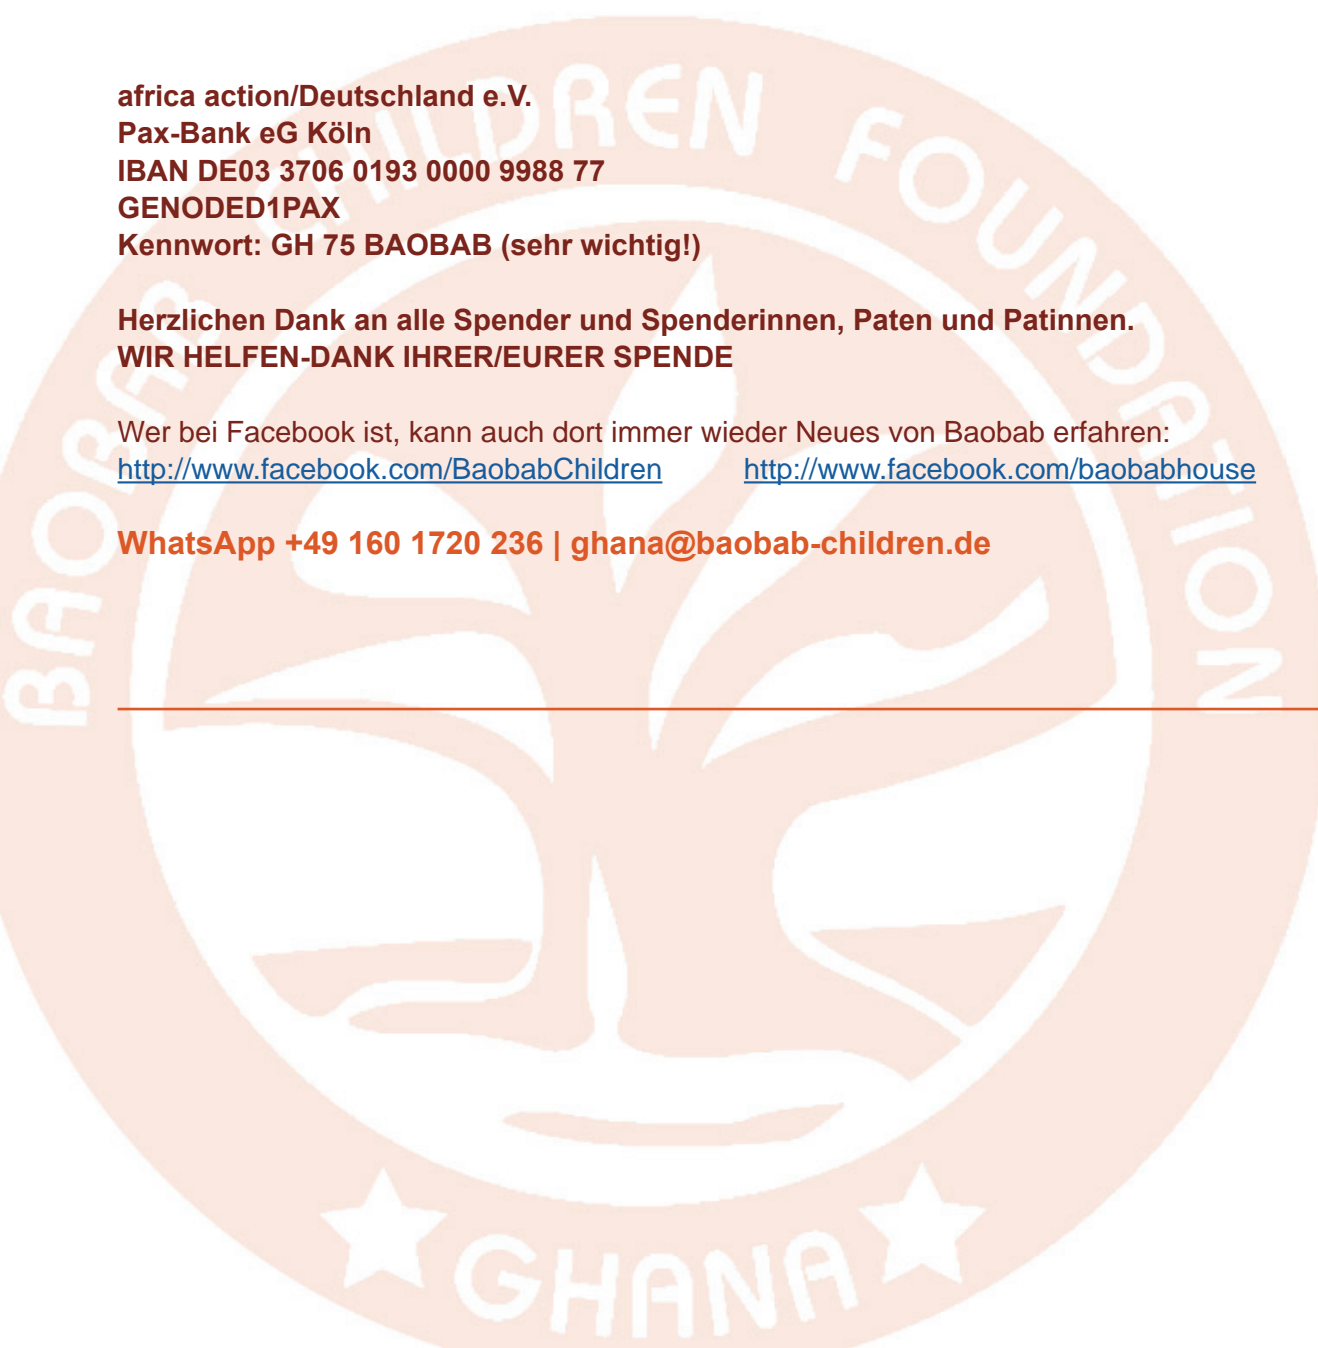 africa action/Deutschland e.V.
Pax-Bank eG Köln
IBAN DE03 3706 0193 0000 9988 77
GENODED1PAX
Kennwort: GH 75 BAOBAB (sehr wichtig!)
Herzlichen Dank an alle Spender und Spenderinnen, Paten und Patinnen.
WIR HELFEN-DANK IHRER/EURER SPENDE
Wer bei Facebook ist, kann auch dort immer wieder Neues von Baobab erfahren:
http://www.facebook.com/BaobabChildren http://www.facebook.com/baobabhouse
WhatsApp +49 160 1720 236 | ghana@baobab-children.de
BAOBAB CHILDREN FOUNDATION
GHANA